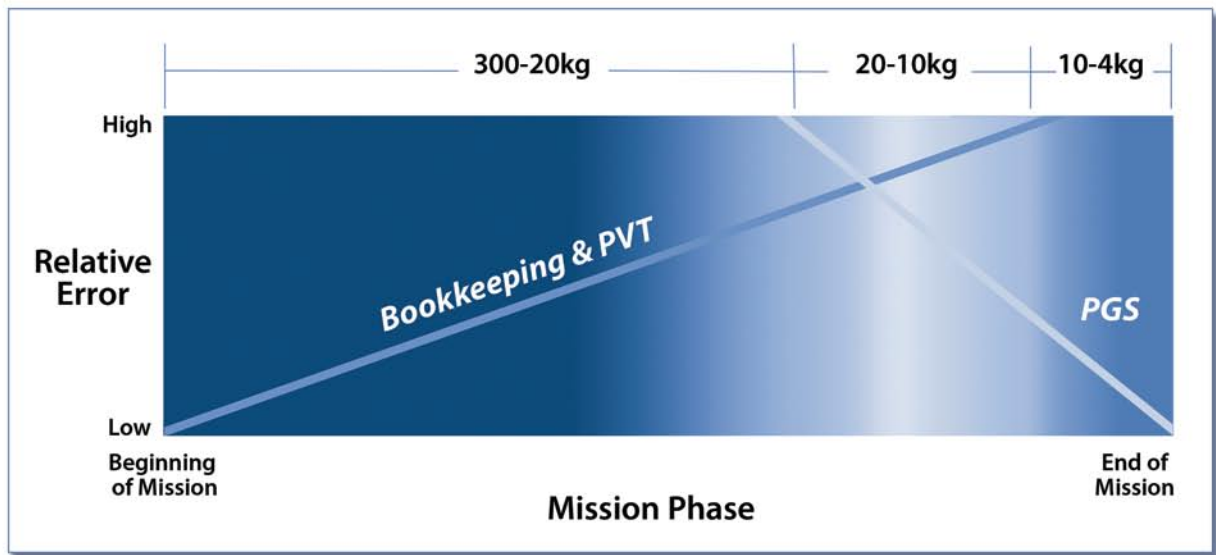 300-20kg
20-10kg
10-4kg
High
Relative
Error
Bookkeeping & PVT
PGS
Low
Beginning
of Mission
End of
Mission
Mission Phase